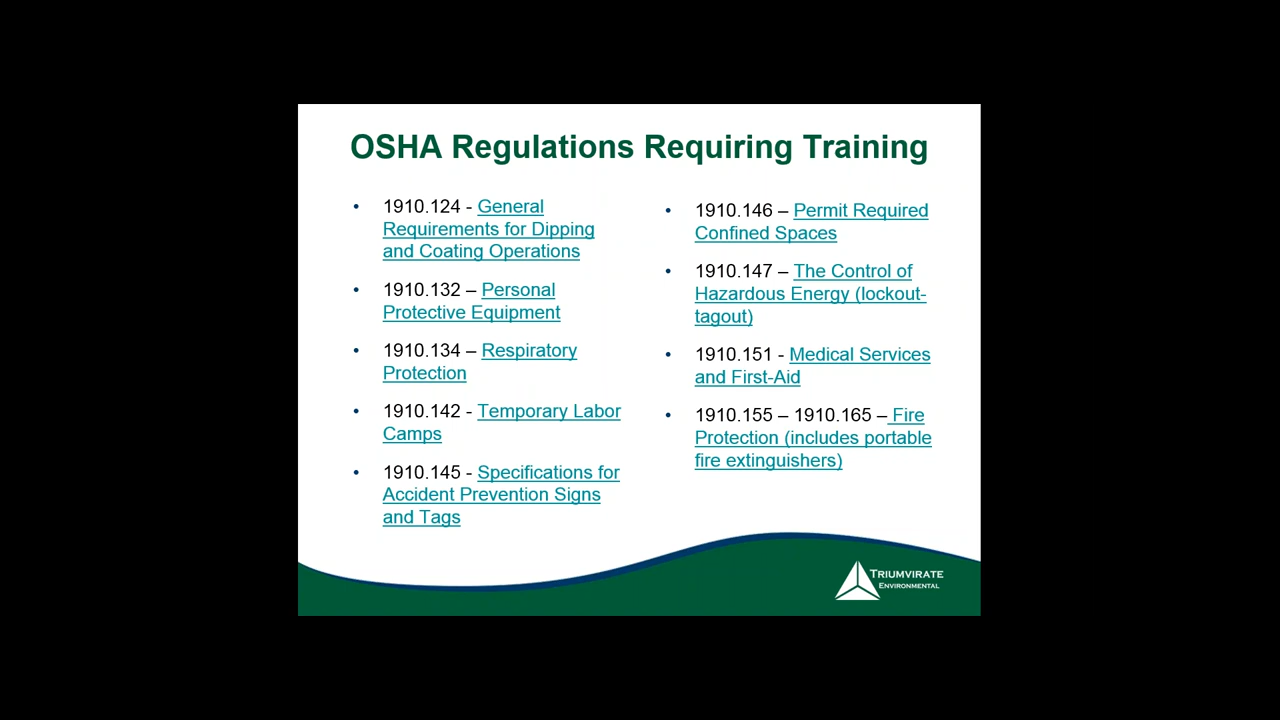 OSHA Regulations Requiring Training
• 1910.124 - General
Requirements for Dipping
and Coating Operations
• 1910.132 – Personal
Protective Equipment
• 1910.134 – Respiratory
Protection
• 1910.142 - Temporary Labor
Camps
• 1910.145 - Specifications for
Accident Prevention Signs
and Tags
• 1910.146 – Permit Required
Confined Spaces
• 1910.147 – The Control of
Hazardous Energy (lockout-
tagout)
• 1910.151 - Medical Services
and First-Aid
• 1910.155 – 1910.165 – Fire
Protection (includes portable
fire extinguishers)
TRIUMVIRATE
ENVIRONMENTAL